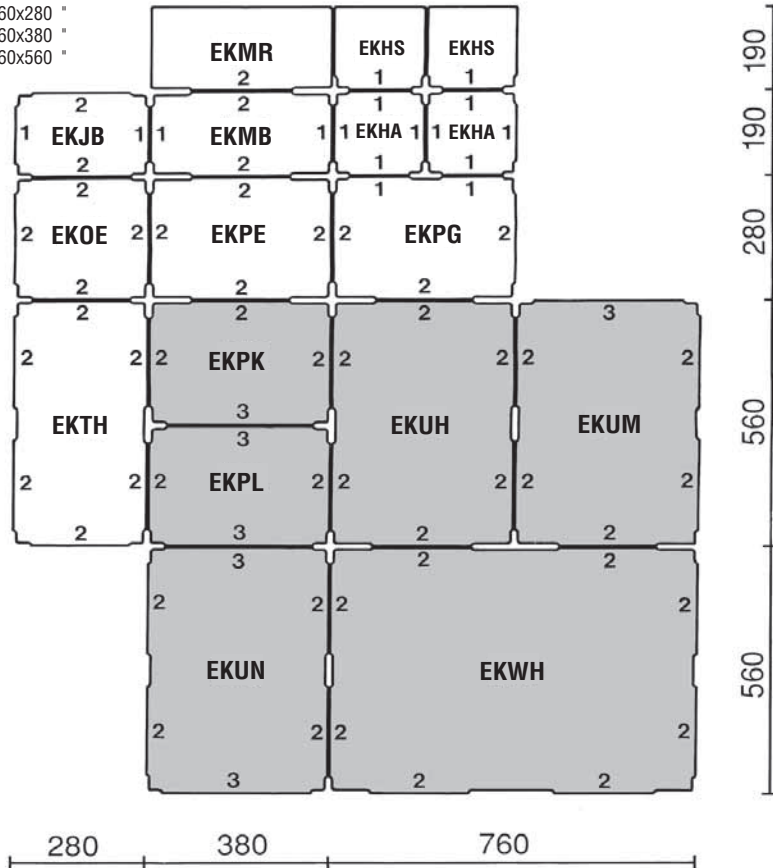 60x280 "
60x380 "
60x560 "
EKMR EKHS EKHS 190
2 1 1
2 2 1 1
1 EKJB 1 1 EKMB 1 1 EKHA 1 1 EKHA 1 190
2 2 1 1
2 2 1 1
2 EKOE 2 2 EKPE 2 2 EKPG 2 280
2 2 2
2 2 2 3
2 2 2 EKPK 2 2 2 2 2
3
EKTH EKUH EKUM 560
3
2 2 2 EKPL 2 2 2 2 2
2 3 2 2
3 2 2
2 2 2 2
EKUN EKWH 560
2 2 2 2
3 2 2
280 380 760